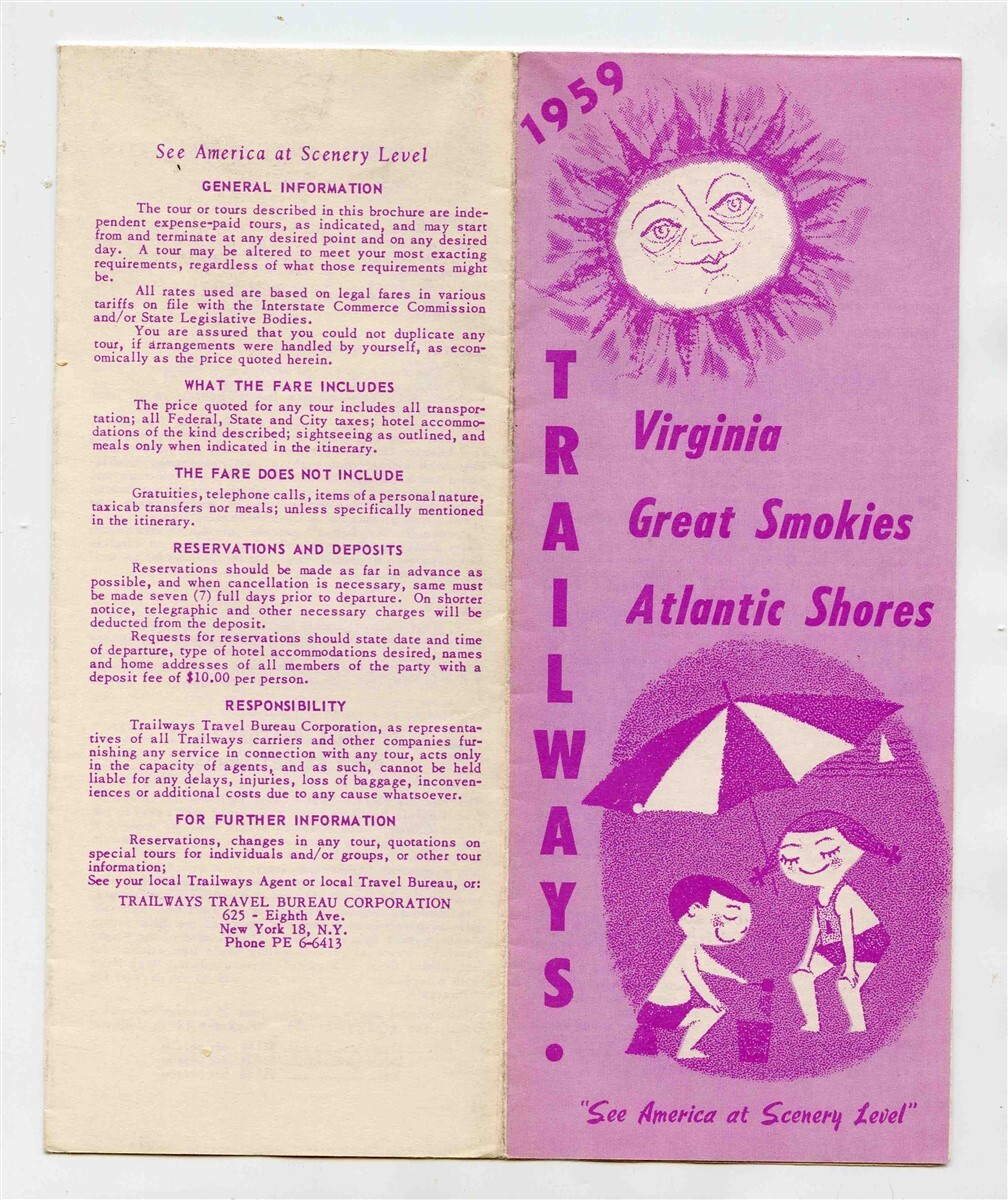 See America at Scenery Level
GENERAL INFORMATION
The tour or tours described in this brochure are inde-
pendent expense-paid tours, as indicated, and may start
from and terminate at any desired point and on any desired
day. A tour may be altered to meet your most exacting
requirements, regardless of what those requirements might
be.
All rates used are based on legal fares in various
tariffs on file with the Interstate Commerce Commission
and/or State Legislative Bodies.
You are assured that you could not duplicate any
tour, if arrangements were handled by yourself, as econ-
omically as the price quoted herein.
WHAT THE FARE INCLUDES
The price quoted for any tour includes all transpor-
tation; all Federal, State and City taxes; hotel accommo-
dations of the kind described; sightseeing as outlined, and
meals only when indicated in the itinerary.
THE FARE DOES NOT INCLUDE
Gratuities, telephone calls, items of a personal nature,
taxicab transfers nor meals; unless specifically mentioned
in the itinerary.
RESERVATIONS AND DEPOSITS
Reservations should be made as far in advance as
possible, and when cancellation is necessary, same must
be made seven (7) full days prior to departure. On shorter
notice, telegraphic and other necessary charges will be
deducted from the deposit.
Requests for reservations should state date and time
of departure, type of hotel accommodations desired, names
and home addresses of all members of the party with a
deposit fee of $10.00 per person.
RESPONSIBILITY
Trailways Travel Bureau Corporation, as representa-
tives of all Trailways carriers and other companies fur-
nishing any service in connection with any tour, acts only
in the capacity of agents, and as such, cannot be held
liable for any delays, injuries, loss of baggage, inconven-
iences or additional costs due to any cause whatsoever.
FOR FURTHER INFORMATION
Reservations, changes in any tour, quotations on
special tours for individuals and/or groups, or other tour
information;
See your local Trailways Agent or local Travel Bureau, or:
TRAILWAYS TRAVEL BUREAU CORPORATION
625 - Eighth Ave.
New York 18, N.Y.
Phone PE 6-6413
1959
TRAILWAYS.
Virginia
Great Smokies
Atlantic Shores
"See America at Scenery Level"